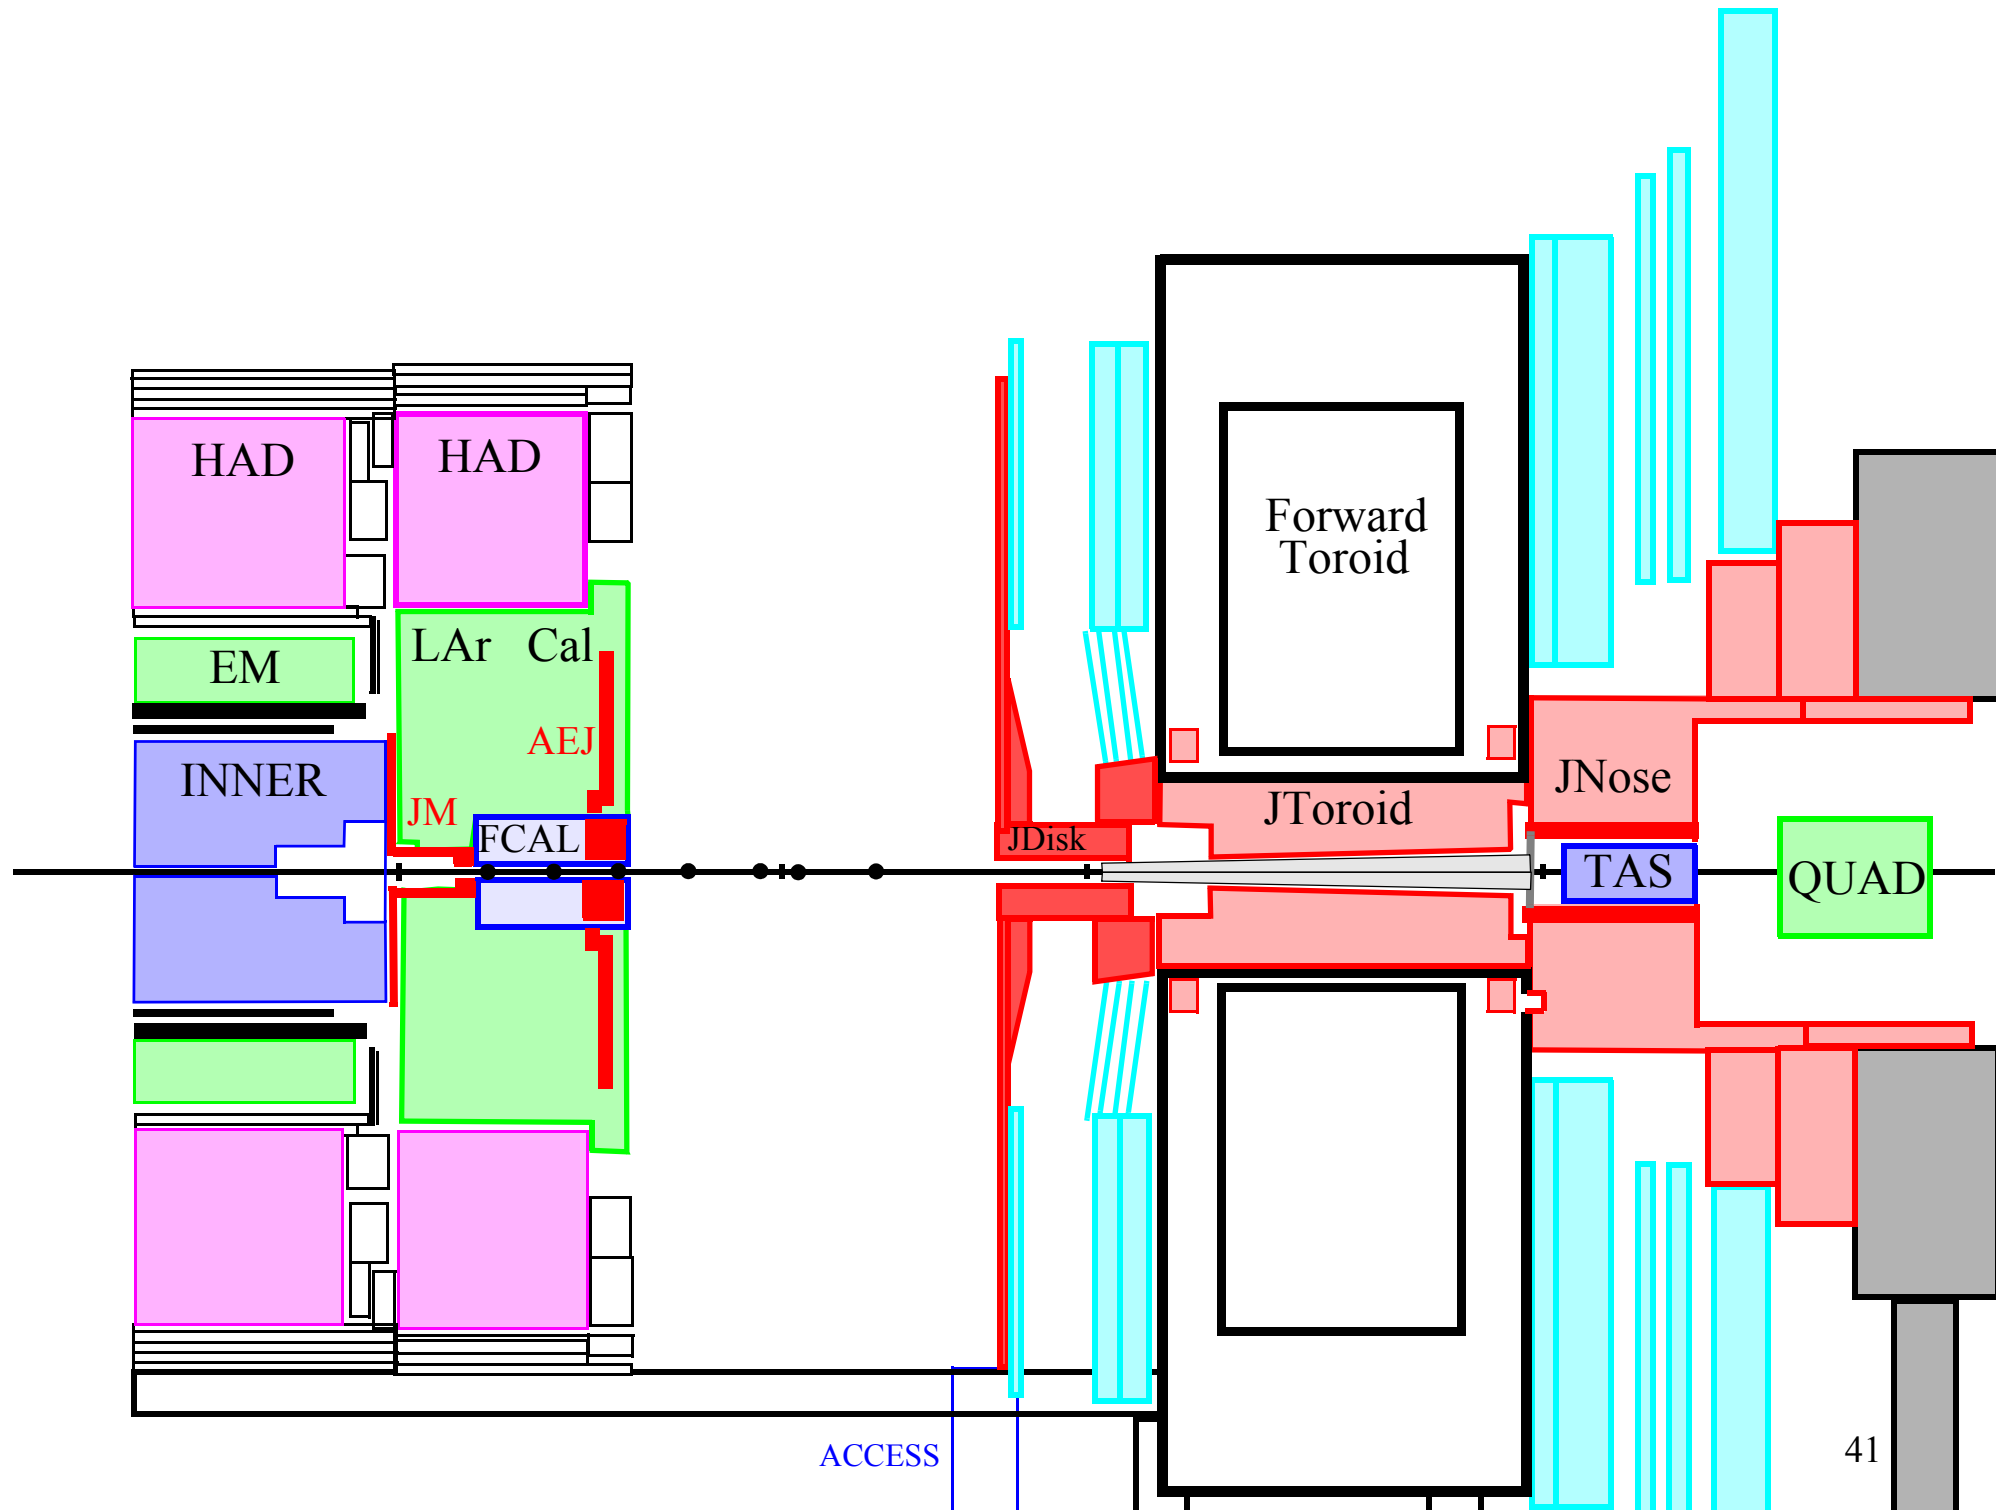 HAD
HAD
Forward
Toroid
LAr Cal
EM
AEJ
INNER
JNose
JM
JToroid
FCAL
JDisk
TAS
QUAD
41
ACCESS